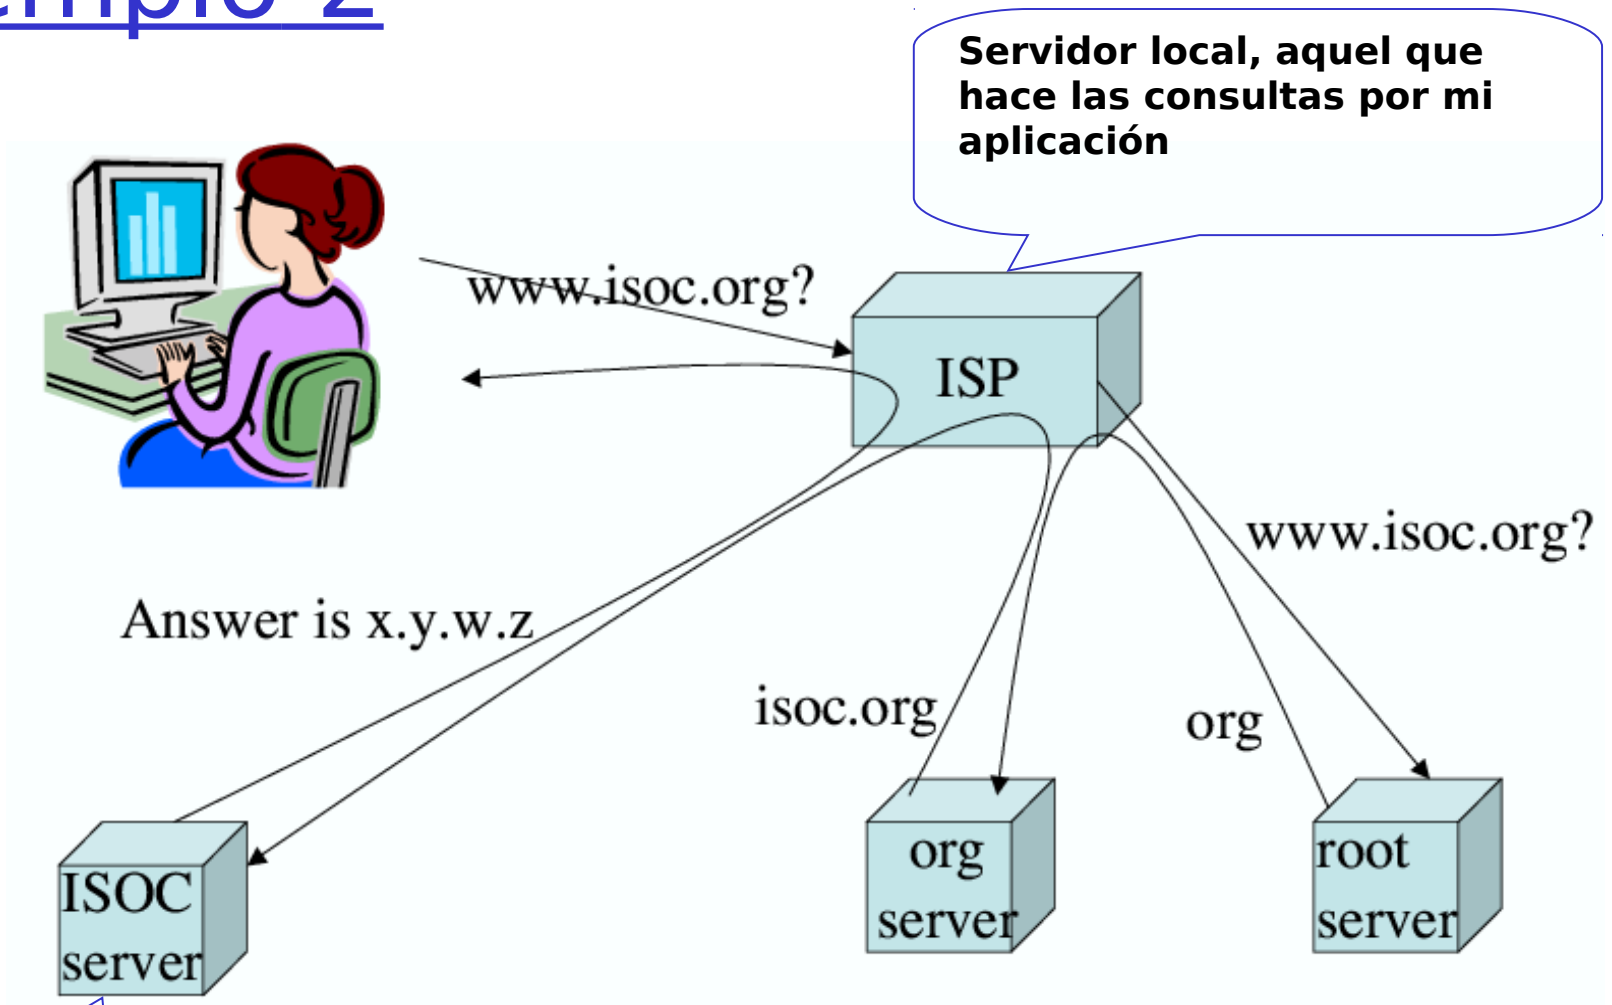 Servidor local, aquel que
hace las consultas por mi
aplicación
www.isoc.org?
ISP
www.isoc.org?
Answer is x.y.w.z
isoc.org
org
ISOC
server
org
server
root
server